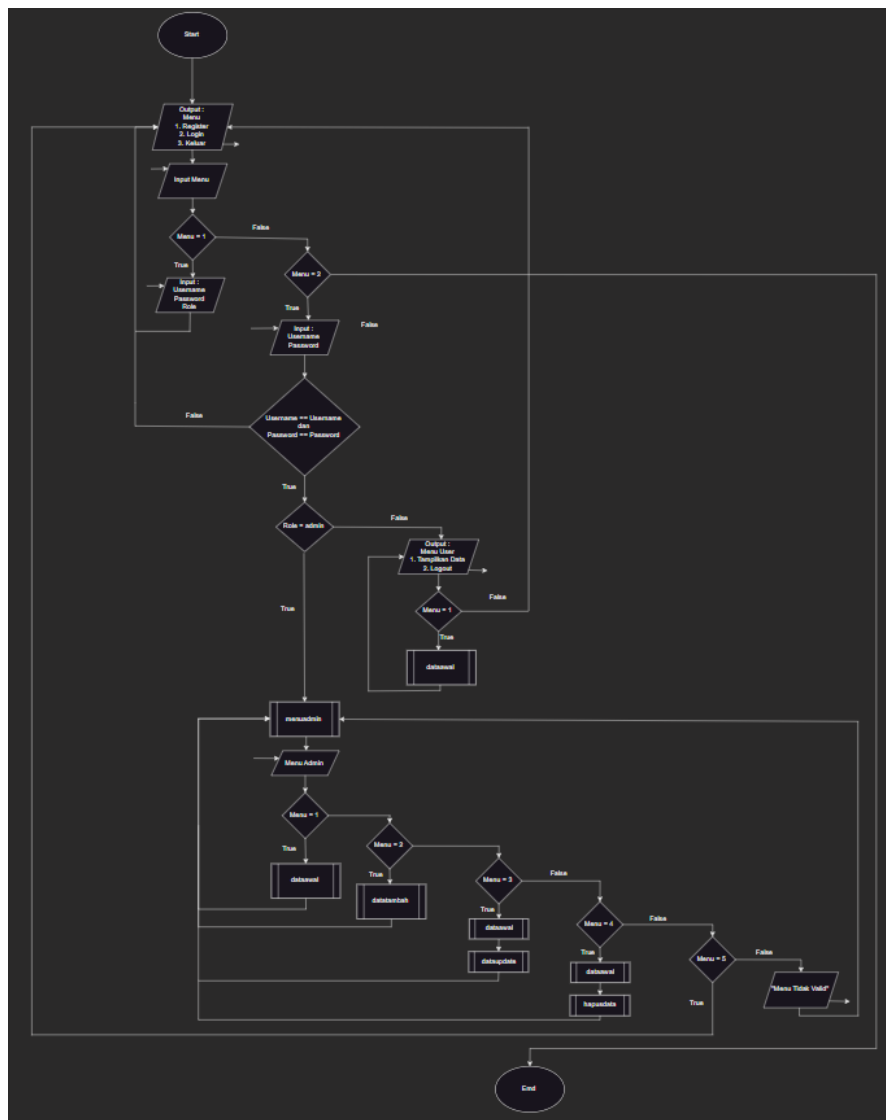 Start
Output :
Menu
1. Register
2. Login
3. Keluar
Input Menu
Menu = 1
False
True
Input :
Username
Password
Role
Menu = 2
True
False
Input :
Username
Password
Username == Username
dan
Password == Password
False
True
Role = admin
False
True
Output :
Menu User
1. Tampilkan Data
2. Logout
Menu = 1
False
True
dataawal
menuadmin
Menu Admin
Menu = 1
True
dataawal
Menu = 2
True
datatambah
Menu = 3
False
True
dataawal
dataupdate
Menu = 4
False
True
dataawal
hapusdata
Menu = 5
False
True
"Menu Tidak Valid"
End